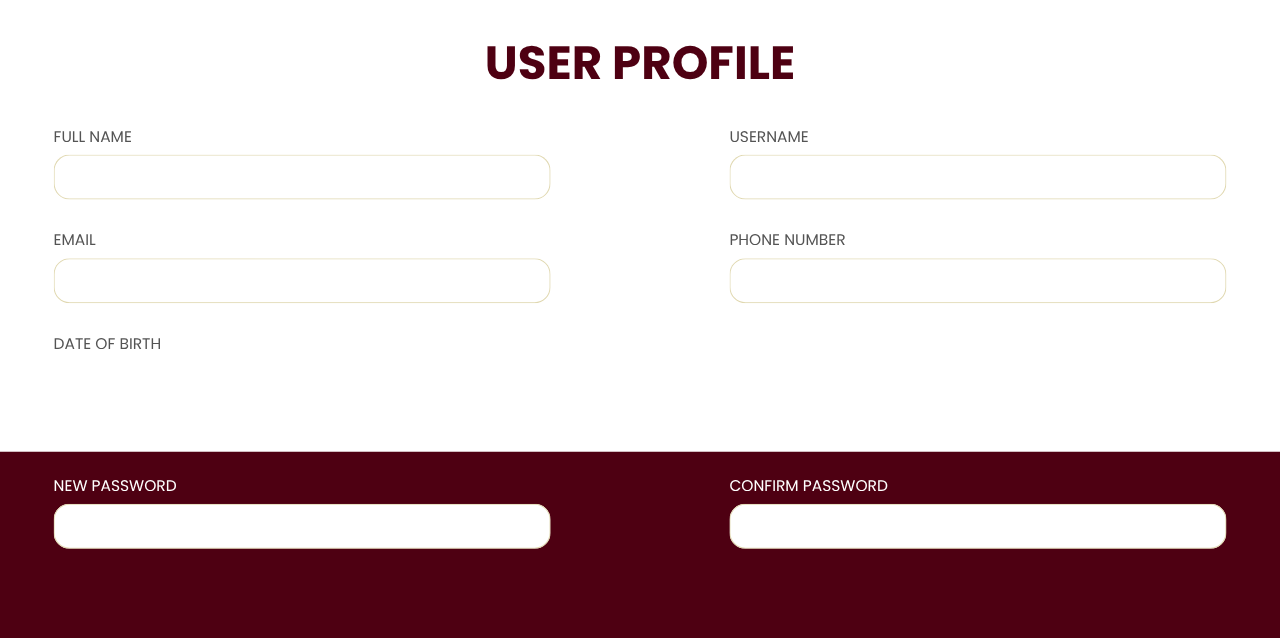 USER PROFILE
FULL NAME
USERNAME
EMAIL
PHONE NUMBER
DATE OF BIRTH
NEW PASSWORD
CONFIRM PASSWORD